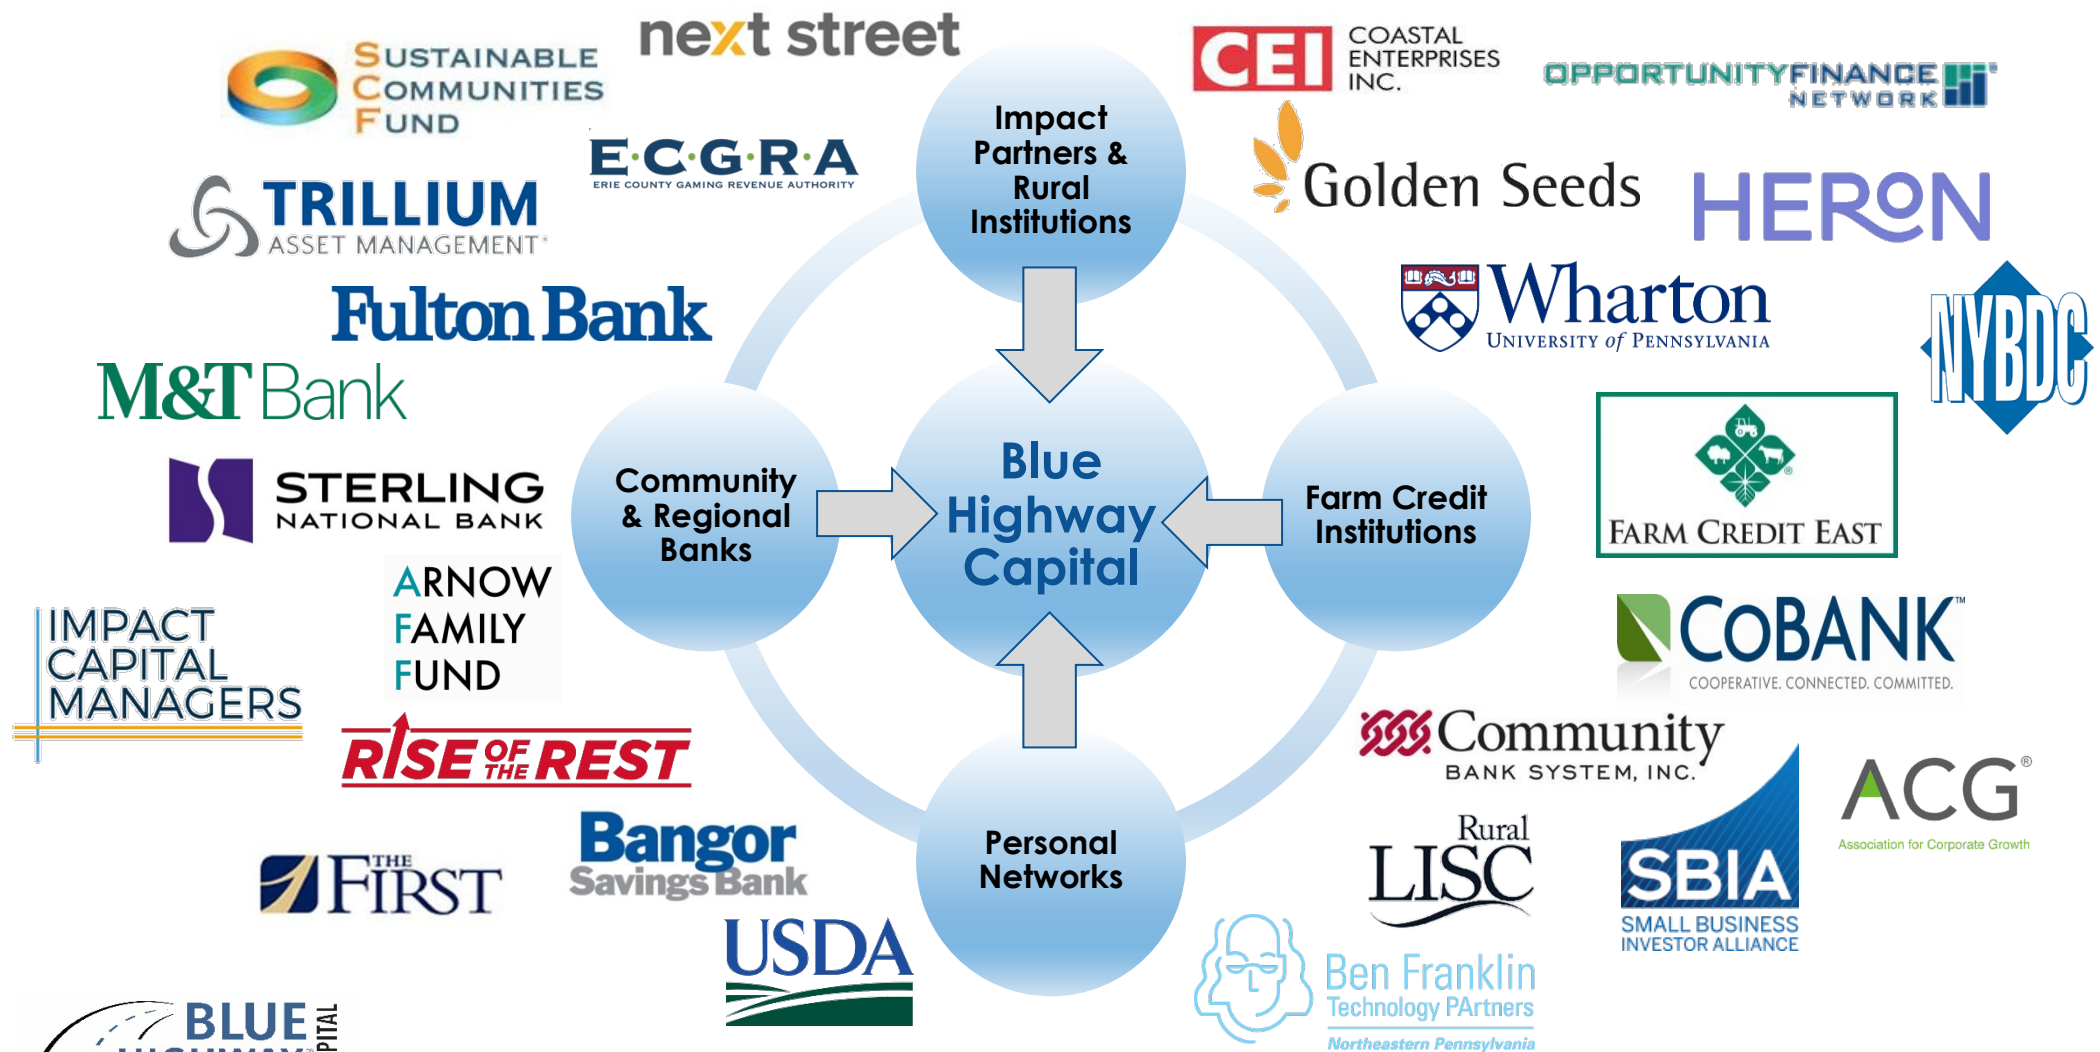 next street
SUSTAINABLE
COMMUNITIES
FUND
CEI
COASTAL
ENTERPRISES
INC.
OPPORTUNITY FINANCE
NETWORK
Impact
Partners &
Rural
Institutions
E·C·G·R·A
ERIE COUNTY GAMING REVENUE AUTHORITY
Golden Seeds
HERON
TRILLIUM
ASSET MANAGEMENT
Wharton
UNIVERSITY of PENNSYLVANIA
Fulton Bank
NYBDC
M&T Bank
STERLING
NATIONAL BANK
Community
& Regional
Banks
Blue
Highway
Capital
Farm Credit
Institutions
FARM CREDIT EAST
ARNOW
FAMILY
FUND
IMPACT
CAPITAL
MANAGERS
COBANK™
COOPERATIVE. CONNECTED. COMMITTED.
RISE OF THE REST
Community
BANK SYSTEM, INC.
ACG®
Association for Corporate Growth
THE FIRST
Bangor
Savings Bank
Personal
Networks
Rural
LISC
SBIA
SMALL BUSINESS
INVESTOR ALLIANCE
USDA
Ben Franklin
Technology PArtners
Northeastern Pennsylvania
BLUE
HIGHWAY